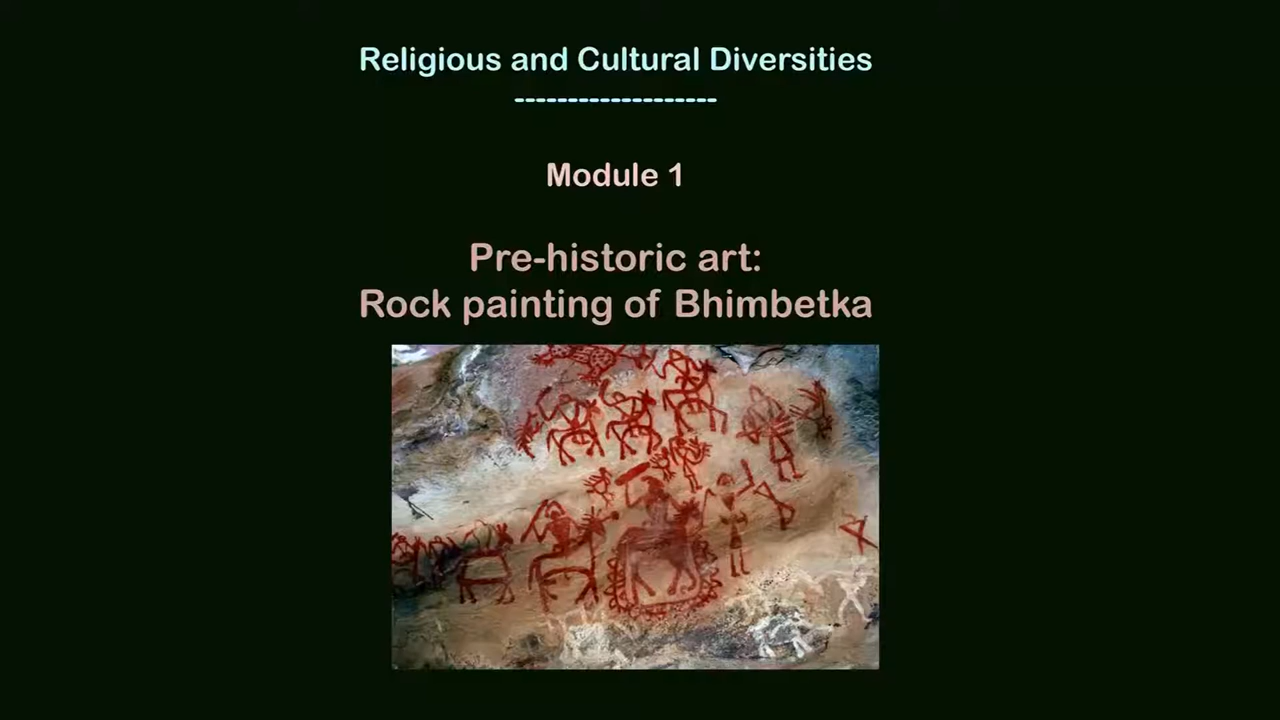 Religious and Cultural Diversities
-------------------
Module 1
Pre-historic art:
Rock painting of Bhimbetka